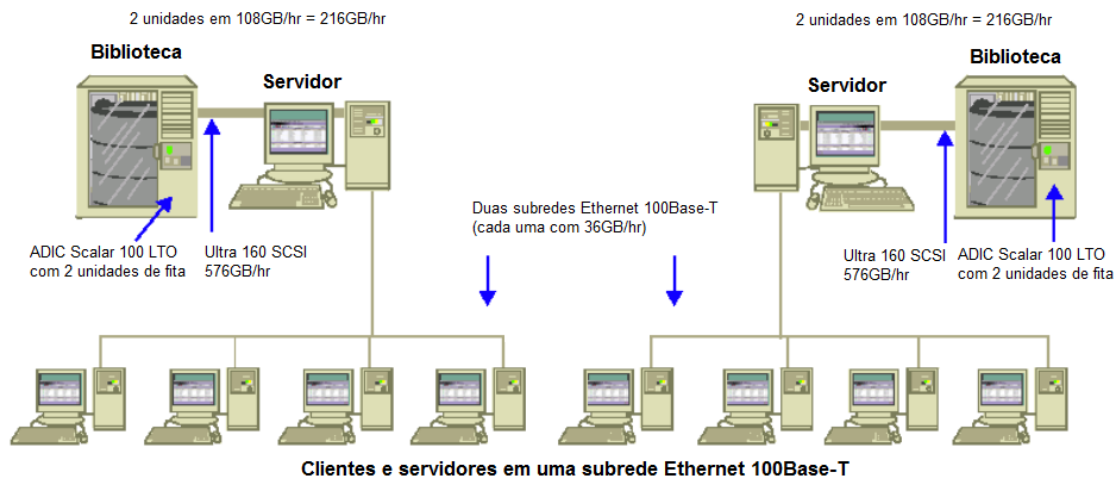 2 unidades em 108GB/hr = 216GB/hr
Biblioteca
Servidor
ADIC Scalar 100 LTO
com 2 unidades de fita
Ultra 160 SCSI
576GB/hr
Duas subredes Ethernet 100Base-T
(cada uma com 36GB/hr)
2 unidades em 108GB/hr = 216GB/hr
Biblioteca
Servidor
Ultra 160 SCSI
576GB/hr
ADIC Scalar 100 LTO
com 2 unidades de fita
Clientes e servidores em uma subrede Ethernet 100Base-T